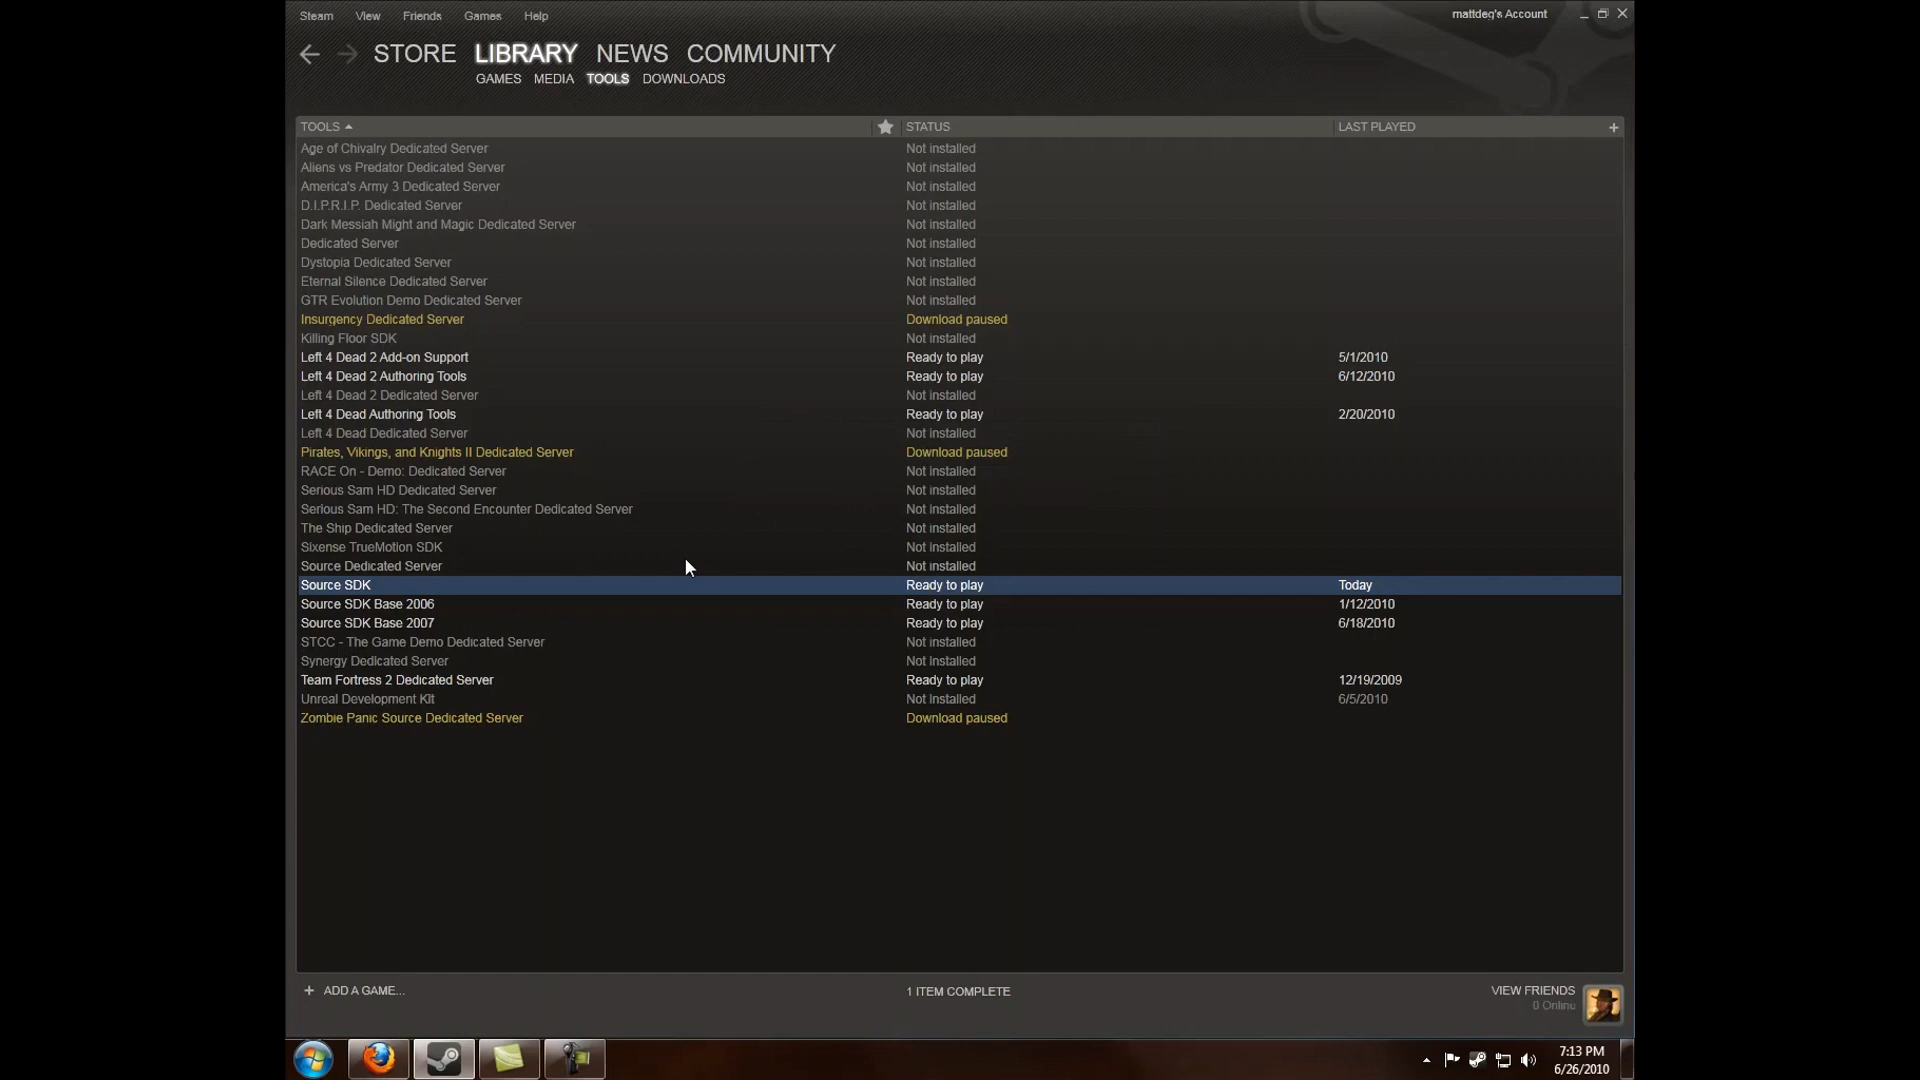 Steam View Friends Games Help mattdeg's Account
STORE LIBRARY NEWS COMMUNITY
GAMES MEDIA TOOLS DOWNLOADS
TOOLS STATUS LAST PLAYED +
Age of Chivalry Dedicated Server Not installed
Aliens vs Predator Dedicated Server Not installed
America's Army 3 Dedicated Server Not installed
D.I.P.R.I.P. Dedicated Server Not installed
Dark Messiah Might and Magic Dedicated Server Not installed
Dedicated Server Not installed
Dystopia Dedicated Server Not installed
Eternal Silence Dedicated Server Not installed
GTR Evolution Demo Dedicated Server Not installed
Insurgency Dedicated Server Download paused
Killing Floor SDK Not installed
Left 4 Dead 2 Add-on Support Ready to play 5/1/2010
Left 4 Dead 2 Authoring Tools Ready to play 6/12/2010
Left 4 Dead 2 Dedicated Server Not installed
Left 4 Dead Authoring Tools Ready to play 2/20/2010
Left 4 Dead Dedicated Server Not installed
Pirates, Vikings, and Knights II Dedicated Server Download paused
RACE On - Demo: Dedicated Server Not installed
Serious Sam HD Dedicated Server Not installed
Serious Sam HD: The Second Encounter Dedicated Server Not installed
The Ship Dedicated Server Not installed
Sixense TrueMotion SDK Not installed
Source Dedicated Server Not installed
Source SDK Ready to play Today
Source SDK Base 2006 Ready to play 1/12/2010
Source SDK Base 2007 Ready to play 6/18/2010
STCC - The Game Demo Dedicated Server Not installed
Synergy Dedicated Server Not installed
Team Fortress 2 Dedicated Server Ready to play 12/19/2009
Unreal Development Kit Not installed 6/5/2010
Zombie Panic Source Dedicated Server Download paused
+ ADD A GAME... 1 ITEM COMPLETE VIEW FRIENDS
0 Online
7:13 PM
6/26/2010